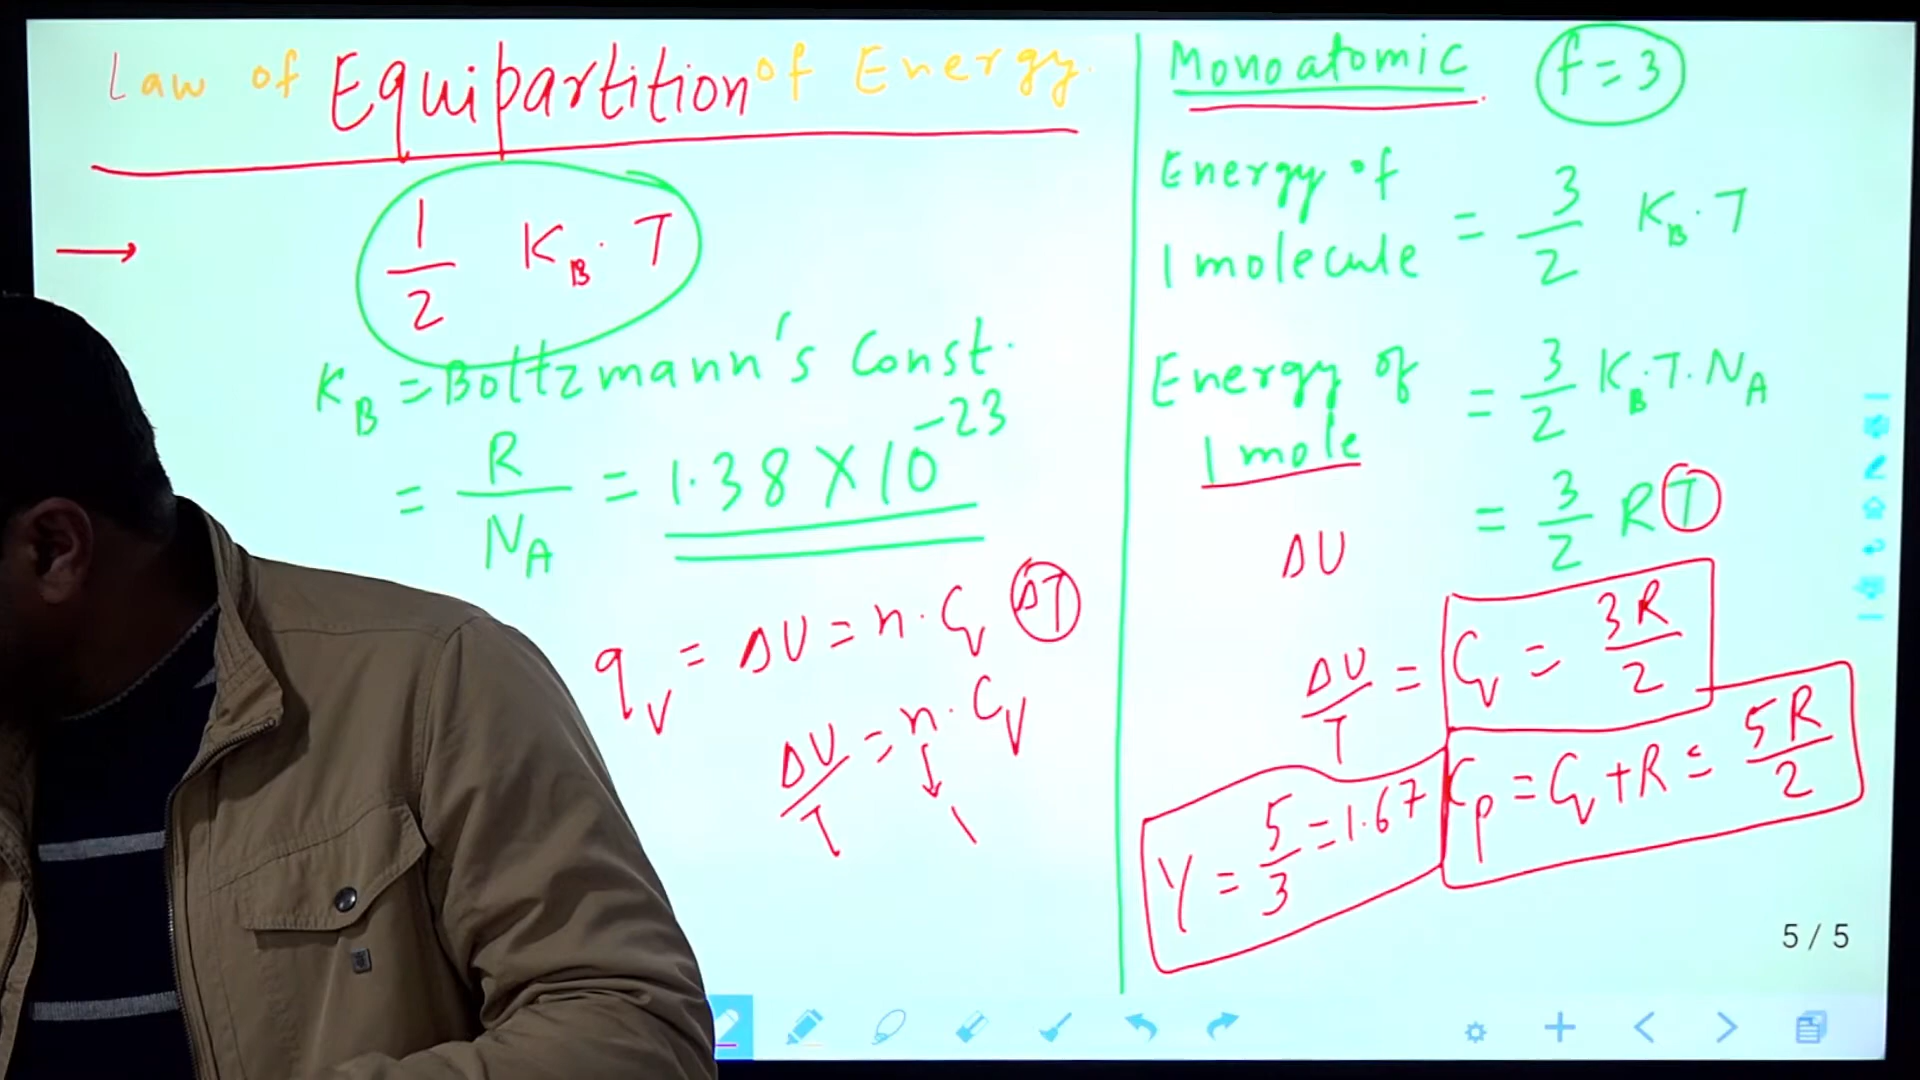 Law of Equipartition of Energy.
→ 1/2 K_B · T
K_B = Boltzmann's Const.
= R/N_A = 1.38 × 10^-23
q_v = ΔU = n · C_v ΔT
ΔU/T = n · C_v
↓
1
Monoatomic f = 3
Energy of
1 molecule = 3/2 K_B · T
Energy of
1 mole = 3/2 K_B · T · N_A
= 3/2 R T
ΔU
ΔU/T = C_v = 3R/2
C_p = C_v + R = 5R/2
γ = 5/3 = 1.67
5 / 5